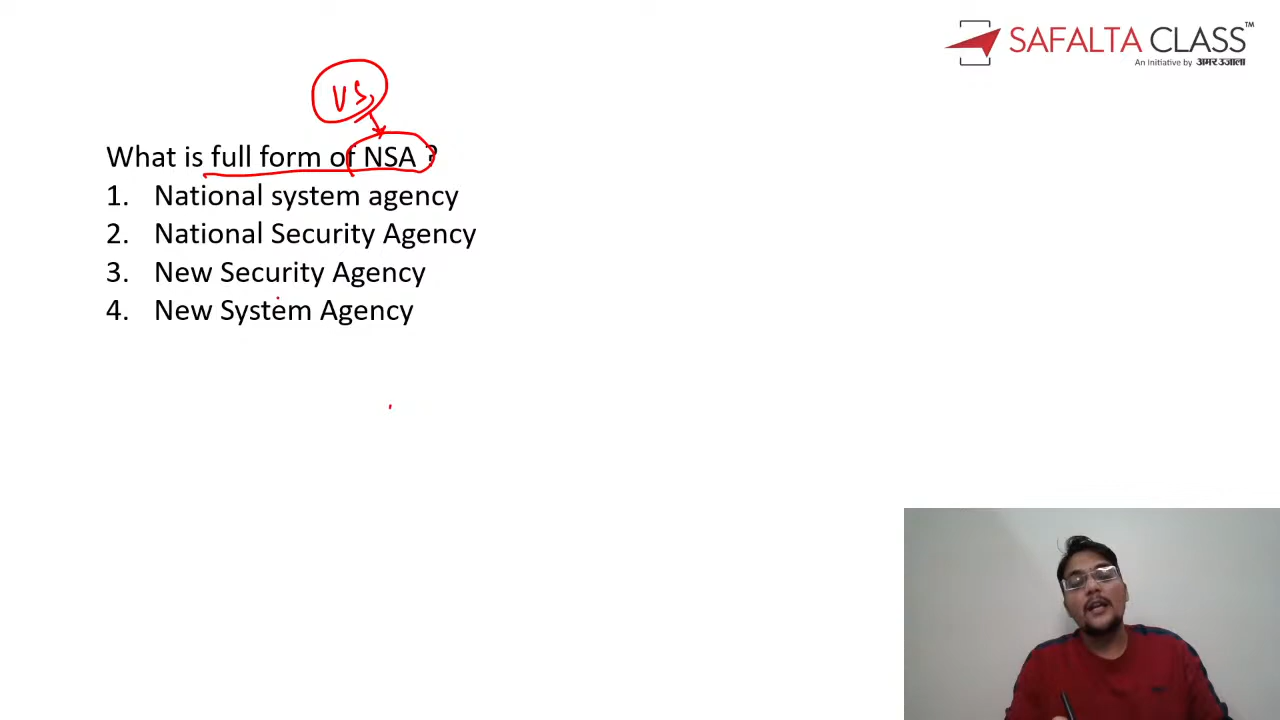 SAFALTA CLASS™
An Initiative by अमर उजाला
US
What is full form of NSA ?
1. National system agency
2. National Security Agency
3. New Security Agency
4. New System Agency